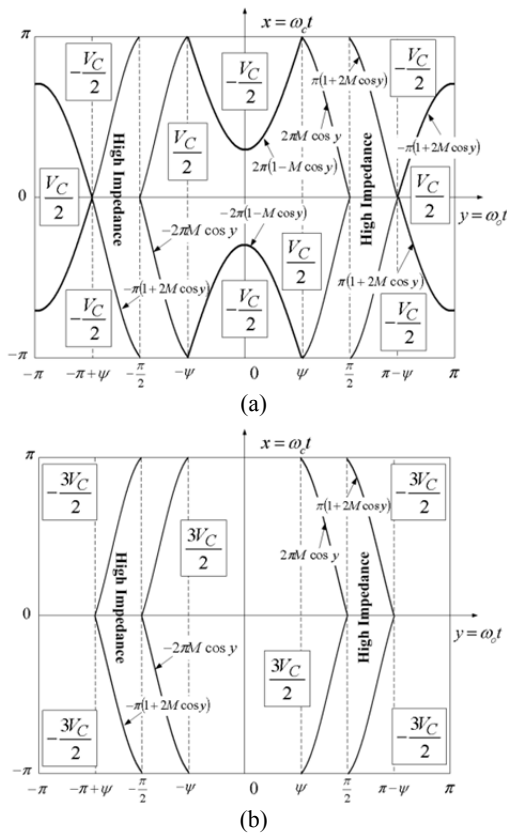 x = ω_c t
π
-V_C/2
-V_C/2
-V_C/2
π(1+2M cos y)
-V_C/2
High Impedance
V_C/2
2πM cos y
2π(1-M cos y)
High Impedance
-π(1+2M cos y)
V_C/2
V_C/2
0
y = ω_o t
-2π(1-M cos y)
-2πM cos y
V_C/2
-π(1+2M cos y)
π(1+2M cos y)
-V_C/2
-V_C/2
-V_C/2
-π
-π -π+ψ -π/2 -ψ 0 ψ π/2 π-ψ π
(a)
x = ω_c t
π
-3V_C/2
π(1+2M cos y)
-3V_C/2
3V_C/2
2πM cos y
High Impedance
High Impedance
0
y = ω_o t
-2πM cos y
3V_C/2
-π(1+2M cos y)
-3V_C/2
-3V_C/2
-π
-π -π+ψ -π/2 -ψ 0 ψ π/2 π-ψ π
(b)